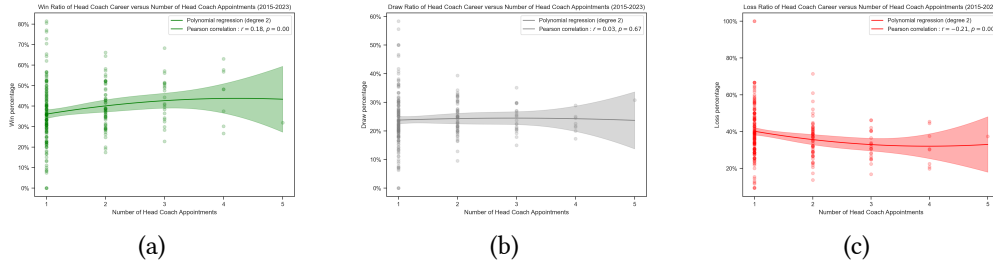 Win Ratio of Head Coach Career versus Number of Head Coach Appointments (2015-2023)
Polynomial regression (degree 2)
Pearson correlation : r = 0.18, p = 0.00
80%
70%
60%
50%
40%
30%
20%
10%
0%
Win percentage
1 2 3 4 5
Number of Head Coach Appointments
(a)
Draw Ratio of Head Coach Career versus Number of Head Coach Appointments (2015-2023)
Polynomial regression (degree 2)
Pearson correlation : r = 0.03, p = 0.67
60%
50%
40%
30%
20%
10%
0%
Draw percentage
1 2 3 4 5
Number of Head Coach Appointments
(b)
Loss Ratio of Head Coach Career versus Number of Head Coach Appointments (2015-202
Polynomial regression (degree 2)
Pearson correlation : r = −0.21, p = 0.00
100%
80%
60%
40%
20%
Loss percentage
1 2 3 4 5
Number of Head Coach Appointments
(c)